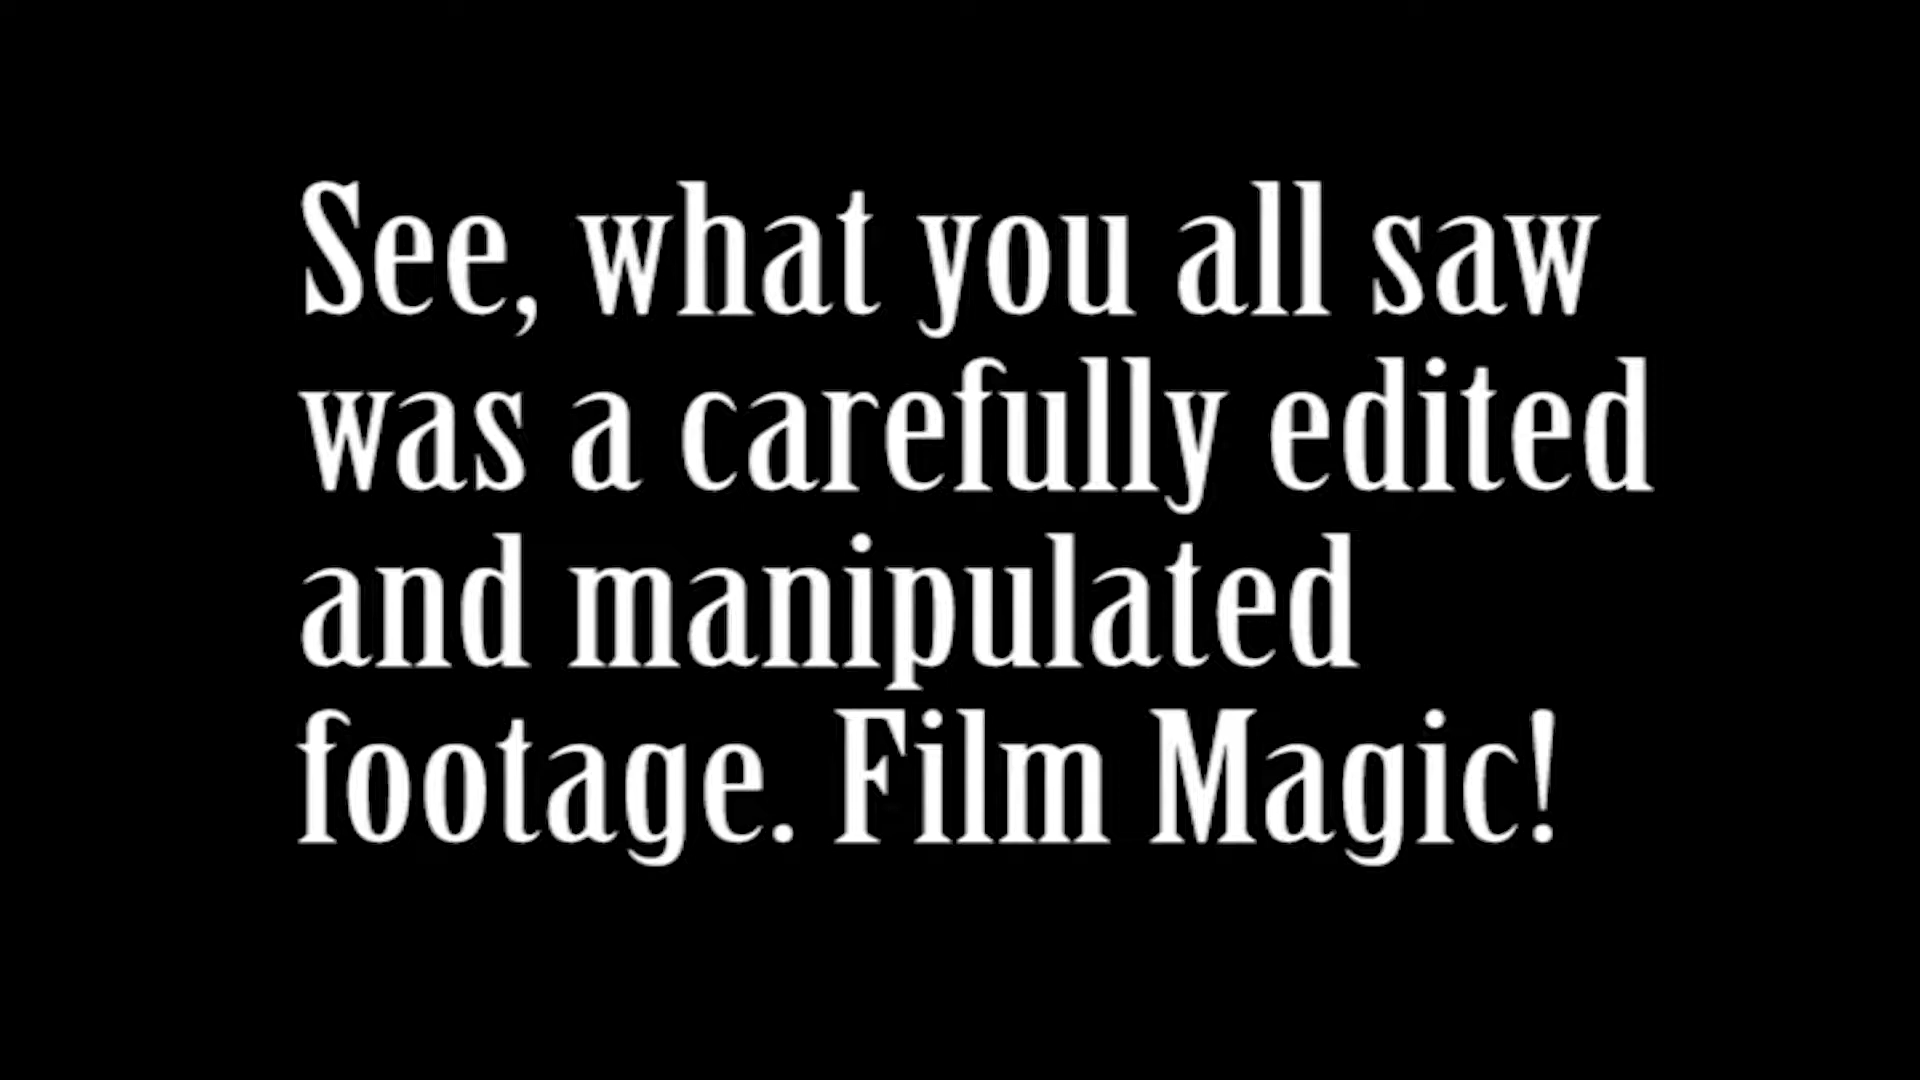 See, what you all saw
was a carefully edited
and manipulated
footage. Film Magic!